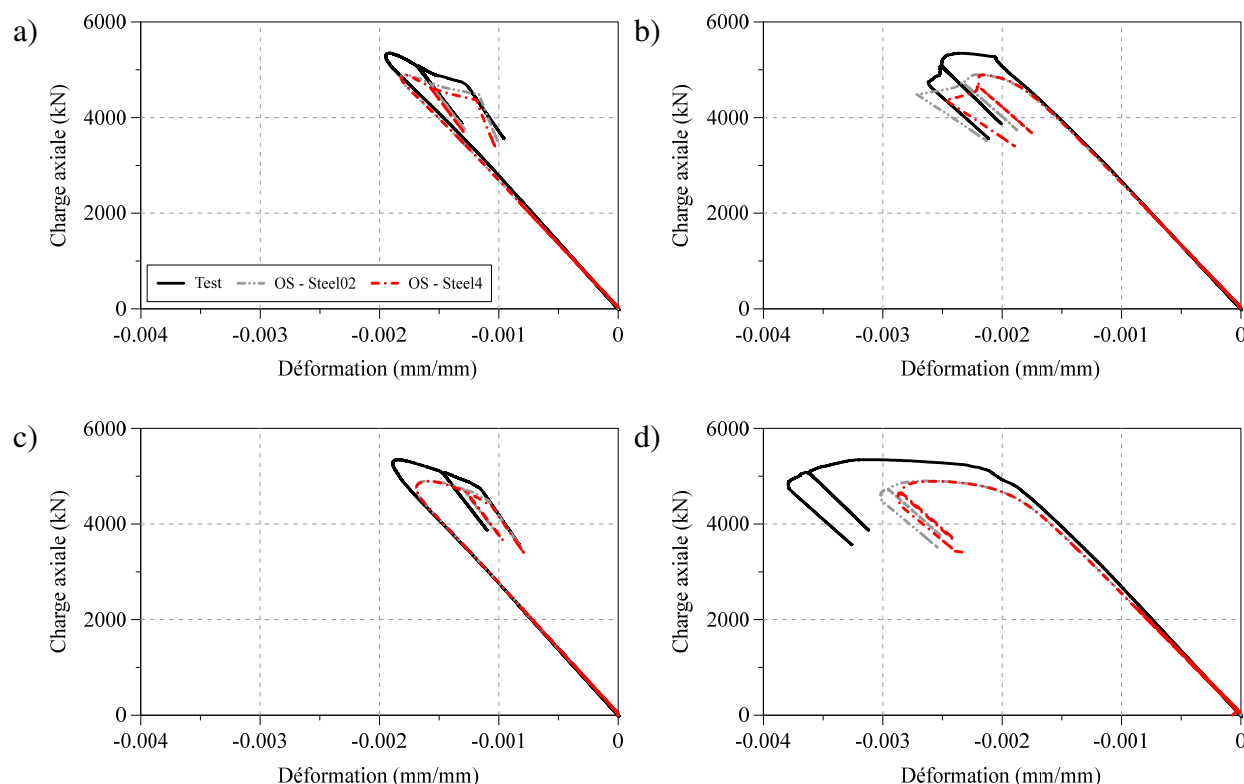 a)
6000
4000
2000
0
Charge axiale (kN)
Test
OS - Steel02
OS - Steel4
-0.004
-0.003
-0.002
-0.001
0
Déformation (mm/mm)
b)
6000
4000
2000
0
Charge axiale (kN)
-0.004
-0.003
-0.002
-0.001
0
Déformation (mm/mm)
c)
6000
4000
2000
0
Charge axiale (kN)
-0.004
-0.003
-0.002
-0.001
0
Déformation (mm/mm)
d)
6000
4000
2000
0
Charge axiale (kN)
-0.004
-0.003
-0.002
-0.001
0
Déformation (mm/mm)